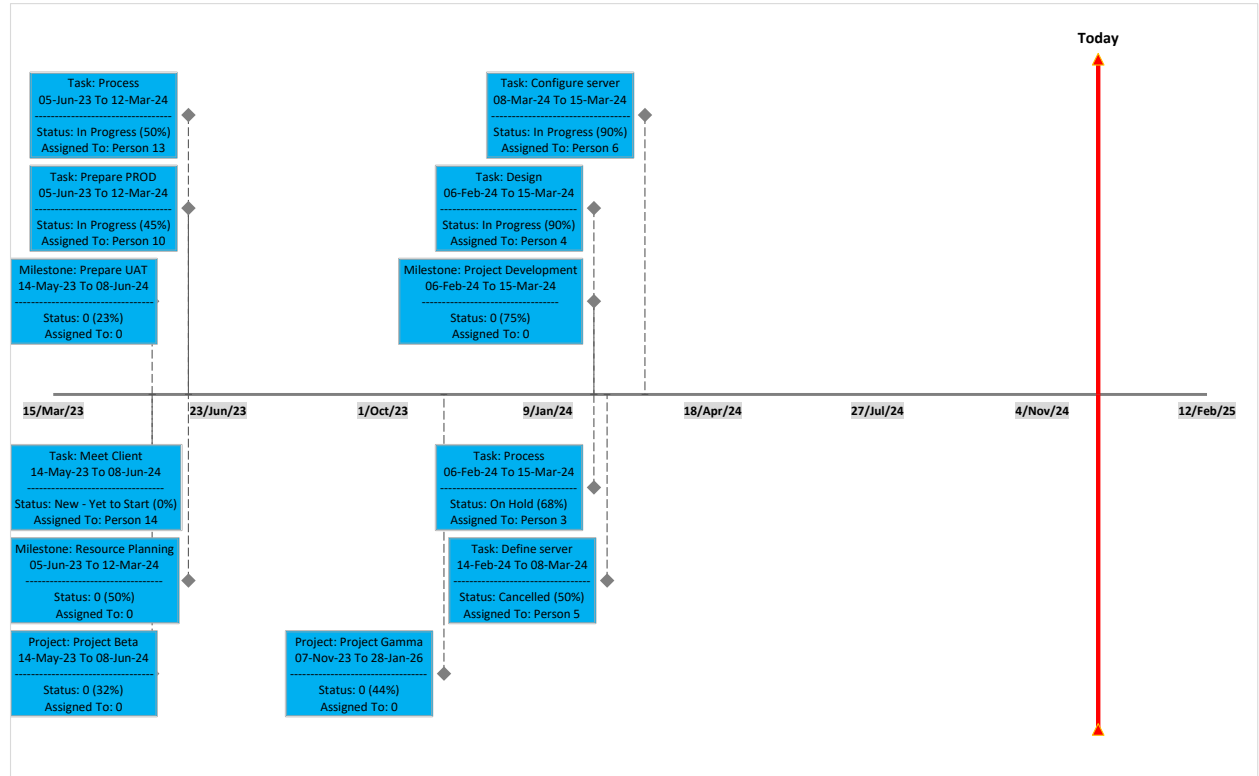 Today
Task: Process
05-Jun-23 To 12-Mar-24
-----------------------------------
Status: In Progress (50%)
Assigned To: Person 13
Task: Configure server
08-Mar-24 To 15-Mar-24
-----------------------------------
Status: In Progress (90%)
Assigned To: Person 6
Task: Prepare PROD
05-Jun-23 To 12-Mar-24
-----------------------------------
Status: In Progress (45%)
Assigned To: Person 10
Task: Design
06-Feb-24 To 15-Mar-24
-----------------------------------
Status: In Progress (90%)
Assigned To: Person 4
Milestone: Prepare UAT
14-May-23 To 08-Jun-24
-----------------------------------
Status: 0 (23%)
Assigned To: 0
Milestone: Project Development
06-Feb-24 To 15-Mar-24
-----------------------------------
Status: 0 (75%)
Assigned To: 0
15/Mar/23 23/Jun/23 1/Oct/23 9/Jan/24 18/Apr/24 27/Jul/24 4/Nov/24 12/Feb/25
Task: Meet Client
14-May-23 To 08-Jun-24
-----------------------------------
Status: New - Yet to Start (0%)
Assigned To: Person 14
Task: Process
06-Feb-24 To 15-Mar-24
-----------------------------------
Status: On Hold (68%)
Assigned To: Person 3
Milestone: Resource Planning
05-Jun-23 To 12-Mar-24
-----------------------------------
Status: 0 (50%)
Assigned To: 0
Task: Define server
14-Feb-24 To 08-Mar-24
-----------------------------------
Status: Cancelled (50%)
Assigned To: Person 5
Project: Project Beta
14-May-23 To 08-Jun-24
-----------------------------------
Status: 0 (32%)
Assigned To: 0
Project: Project Gamma
07-Nov-23 To 28-Jan-26
-----------------------------------
Status: 0 (44%)
Assigned To: 0